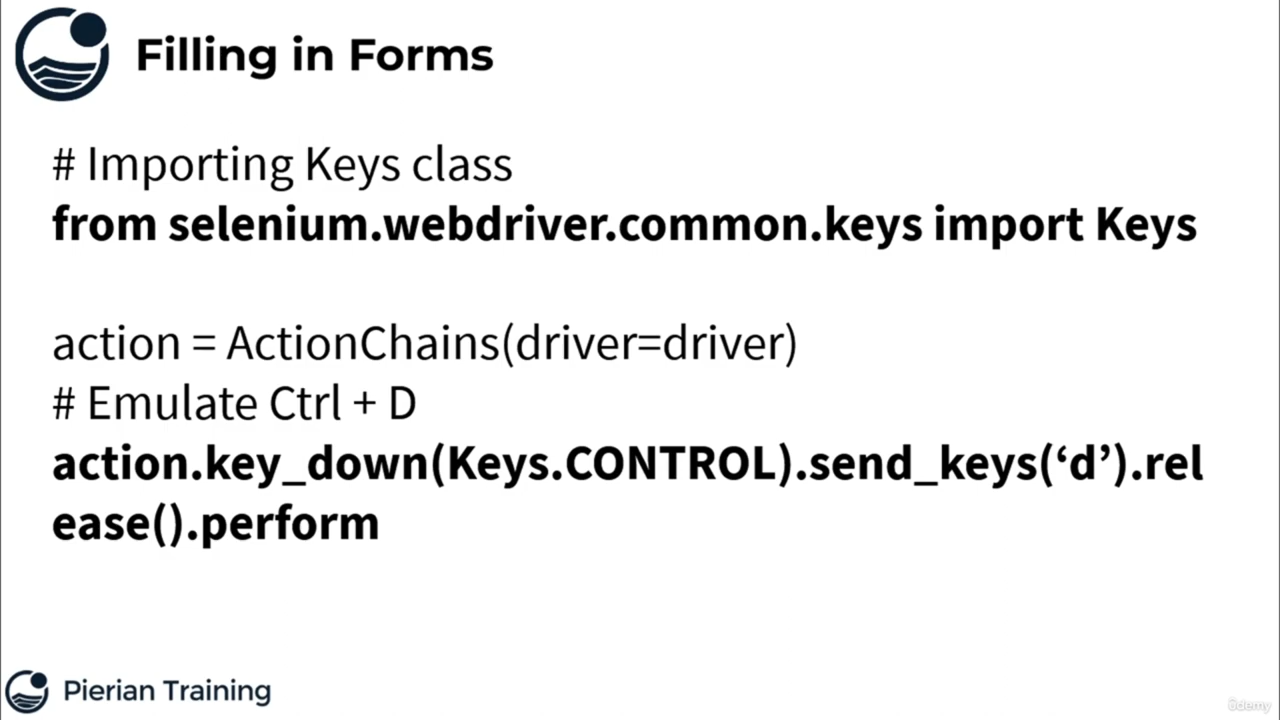 Filling in Forms
# Importing Keys class
from selenium.webdriver.common.keys import Keys
action = ActionChains(driver=driver)
# Emulate Ctrl + D
action.key_down(Keys.CONTROL).send_keys(‘d’).rel
ease().perform
Pierian Training
ûdemy